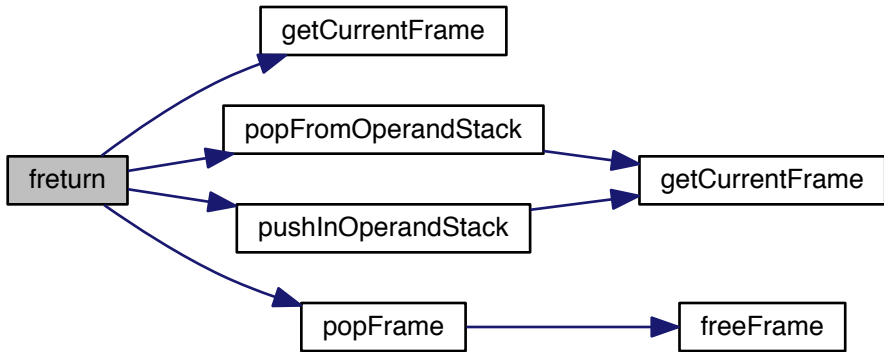 getCurrentFrame
popFromOperandStack
freturn
getCurrentFrame
pushInOperandStack
popFrame
freeFrame